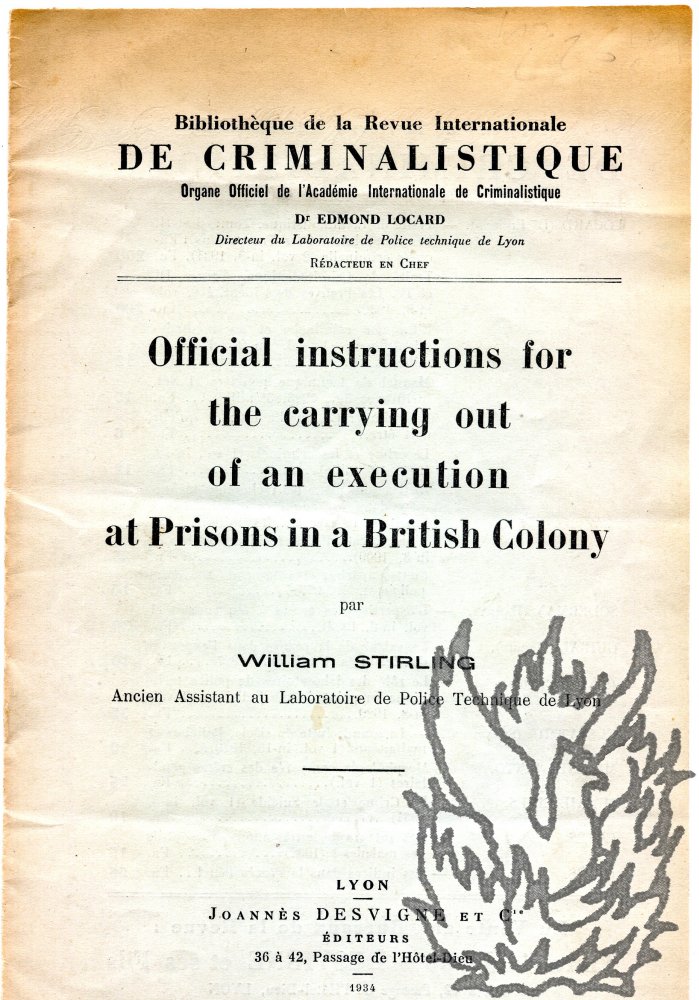 Bibliothèque de la Revue Internationale
DE CRIMINALISTIQUE
Organe Officiel de l'Académie Internationale de Criminalistique
Dr EDMOND LOCARD
Directeur du Laboratoire de Police technique de Lyon
RÉDACTEUR EN CHEF
Official instructions for
the carrying out
of an execution
at Prisons in a British Colony
par
William STIRLING
Ancien Assistant au Laboratoire de Police Technique de Lyon
LYON
JOANNÈS DESVIGNE ET Cie
ÉDITEURS
36 à 42, Passage de l'Hôtel-Dieu
1934